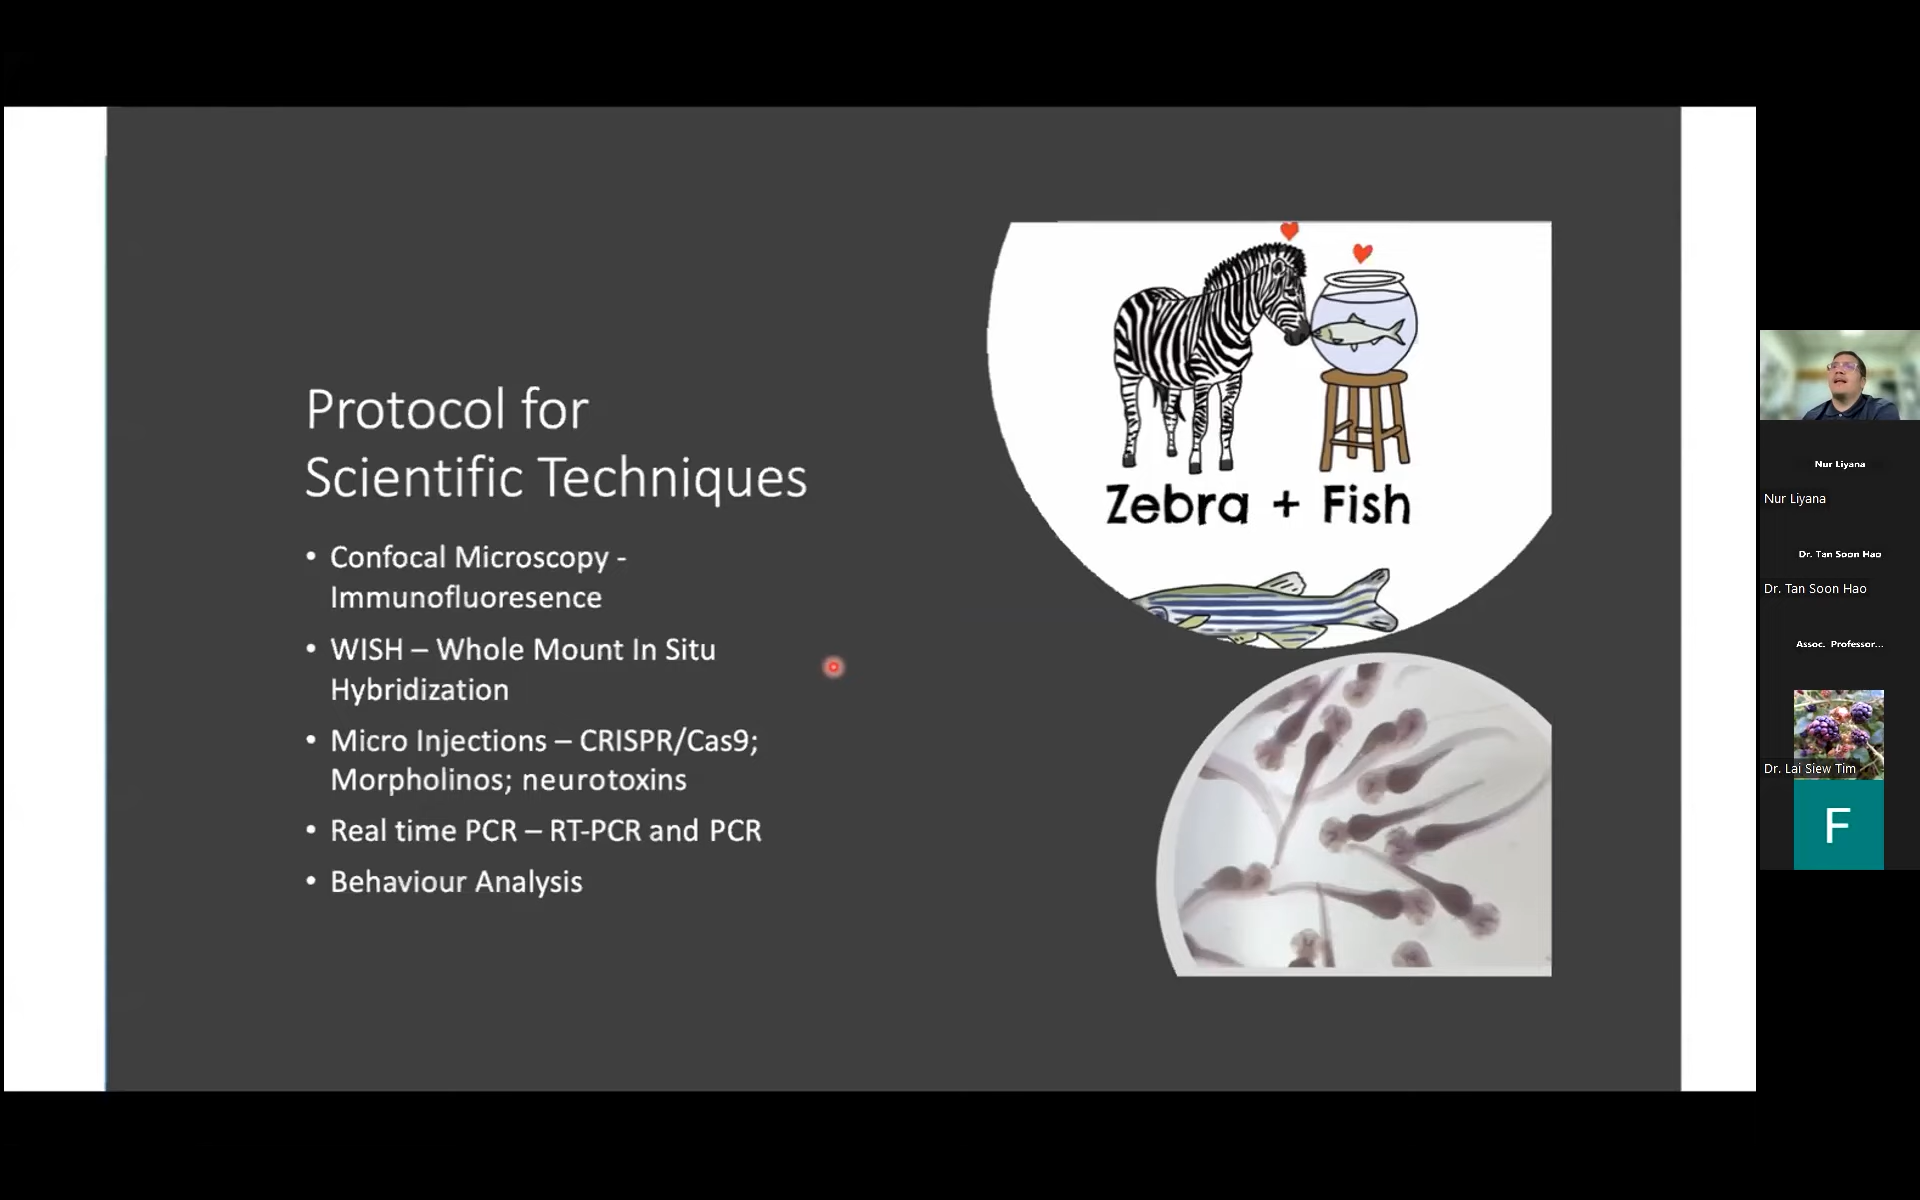 Protocol for
Scientific Techniques
• Confocal Microscopy -
Immunofluoresence
• WISH – Whole Mount In Situ
Hybridization
• Micro Injections – CRISPR/Cas9;
Morpholinos; neurotoxins
• Real time PCR – RT-PCR and PCR
• Behaviour Analysis
Zebra + Fish
Nur Liyana
Nur Liyana
Dr. Tan Soon Hao
Dr. Tan Soon Hao
Assoc. Professor...
Dr. Lai Siew Tim
F